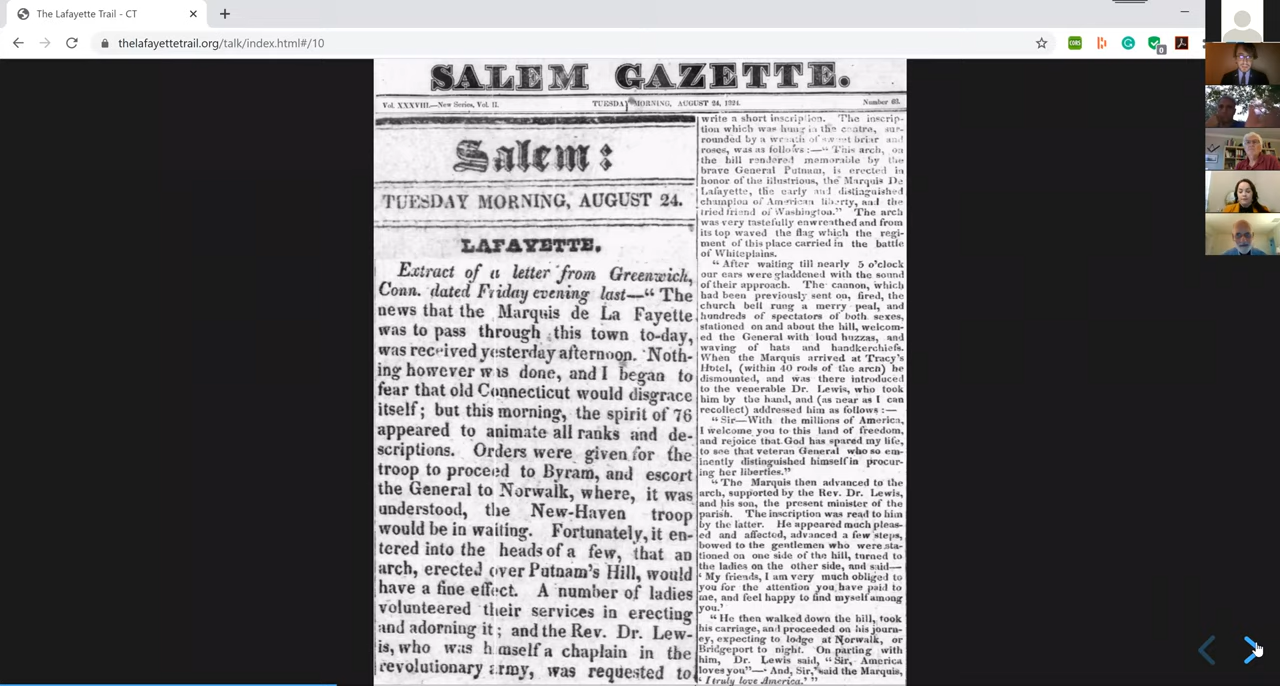 The Lafayette Trail - CT
thelafayettetrail.org/talk/index.html#/10
SALEM GAZETTE.
Vol. XXXVIII.—New Series, Vol. II.
TUESDAY MORNING, AUGUST 24, 1824.
Number 68.
Salem:
TUESDAY MORNING, AUGUST 24.
LAFAYETTE.
Extract of a letter from Greenwich,
Conn. dated Friday evening last—“ The
news that the Marquis de La Fayette
was to pass through this town to-day,
was received yesterday afternoon. Noth-
ing however was done, and I began to
fear that old Connecticut would disgrace
itself; but this morning, the spirit of 76
appeared to animate all ranks and de-
scriptions. Orders were given for the
troop to proceed to Byram, and escort
the General to Norwalk, where, it was
understood, the New-Haven troop
would be in waiting. Fortunately, it en-
tered into the heads of a few, that an
arch, erected over Putnam's Hill, would
have a fine effect. A number of ladies
volunteered their services in erecting
and adorning it; and the Rev. Dr. Lew-
is, who was himself a chaplain in the
revolutionary army, was requested to
write a short inscription. The inscrip-
tion which was hung in the centre, sur-
rounded by a wreath of sweet briar and
roses, was as follows :—“ This arch, on
the hill rendered memorable by the
brave General Putnam, is erected in
honor of the illustrious, the Marquis De
Lafayette, the early and distinguished
champion of American liberty, and the
tried friend of Washington.” The arch
was very tastefully enwreathed and from
its top waved the flag which the regi-
ment of this place carried in the battle
of Whiteplains.
“ After waiting till nearly 5 o'clock
our ears were gladdened with the sound
of their approach. The cannon, which
had been previously sent on, fired, the
church bell rung a merry peal, and
hundreds of spectators of both sexes,
stationed on and about the hill, welcom-
ed the General with loud huzzas, and
waving of hats and handkerchiefs.
When the Marquis arrived at Tracy's
Hotel, (within 40 rods of the arch) he
dismounted, and was there introduced
to the venerable Dr. Lewis, who took
him by the hand, and (as near as I can
recollect) addressed him as follows :—
“ Sir—With the millions of America,
I welcome you to this land of freedom,
and rejoice that God has spared my life,
to see that veteran General who so em-
inently distinguished himself in procur-
ing her liberties.”
“ The Marquis then advanced to the
arch, supported by the Rev. Dr. Lewis,
and his son, the present minister of the
parish. The inscription was read to him
by the latter. He appeared much pleas-
ed and affected, advanced a few steps,
bowed to the gentlemen who were sta-
tioned on one side of the hill, turned to
the ladies on the other side, and said—
‘ My friends, I am very much obliged to
you for the attention you have paid to
me, and feel happy to find myself among
you.’
“ He then walked down the hill, took
his carriage, and proceeded on his journ-
ey, expecting to lodge at Norwalk, or
Bridgeport to night. On parting with
him, Dr. Lewis said, “ Sir, America
loves you”—‘ And, Sir,’ said the Marquis,
‘ I truly love America.’ ”